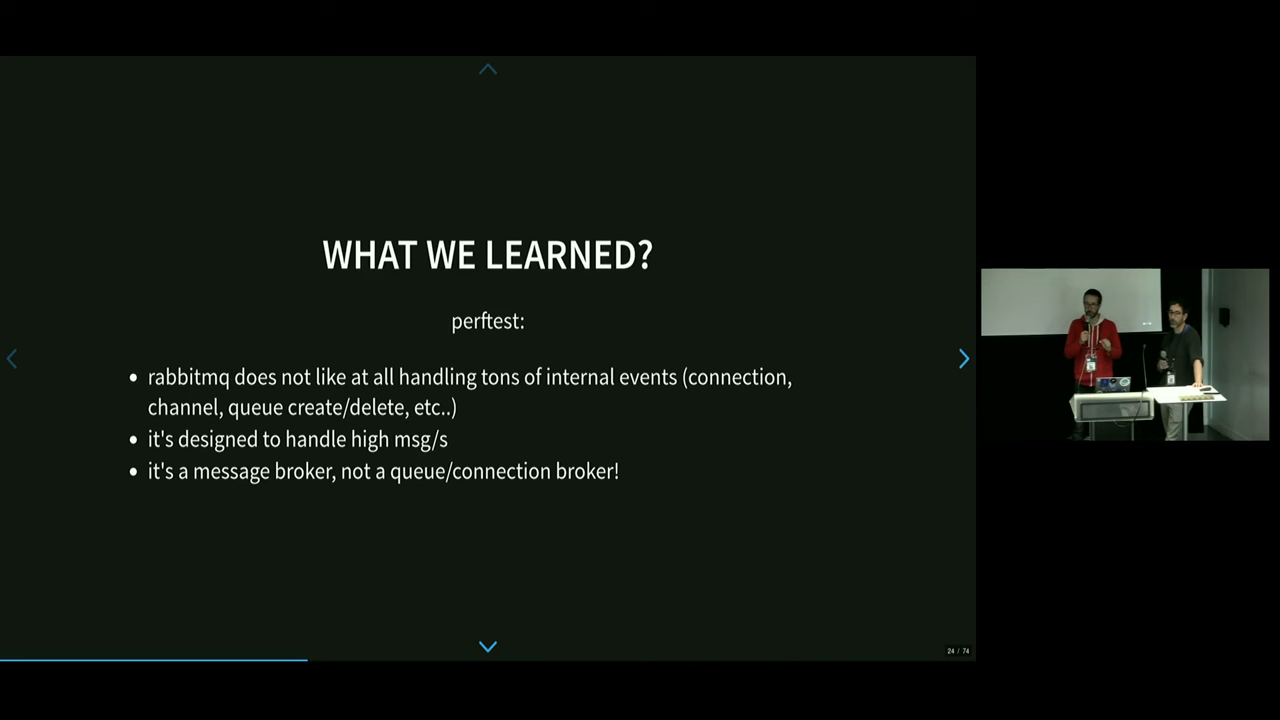 WHAT WE LEARNED?
perftest:
rabbitmq does not like at all handling tons of internal events (connection,
channel, queue create/delete, etc..)
it's designed to handle high msg/s
it's a message broker, not a queue/connection broker!
24 / 74